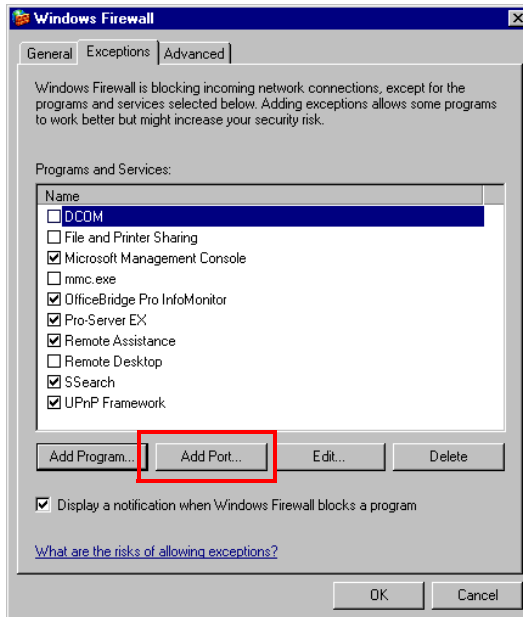 Windows Firewall
General Exceptions Advanced
Windows Firewall is blocking incoming network connections, except for the
programs and services selected below. Adding exceptions allows some programs
to work better but might increase your security risk.
Programs and Services:
Name
DCOM
File and Printer Sharing
Microsoft Management Console
mmc.exe
OfficeBridge Pro InfoMonitor
Pro-Server EX
Remote Assistance
Remote Desktop
SSearch
UPnP Framework
Add Program... Add Port... Edit... Delete
Display a notification when Windows Firewall blocks a program
What are the risks of allowing exceptions?
OK Cancel